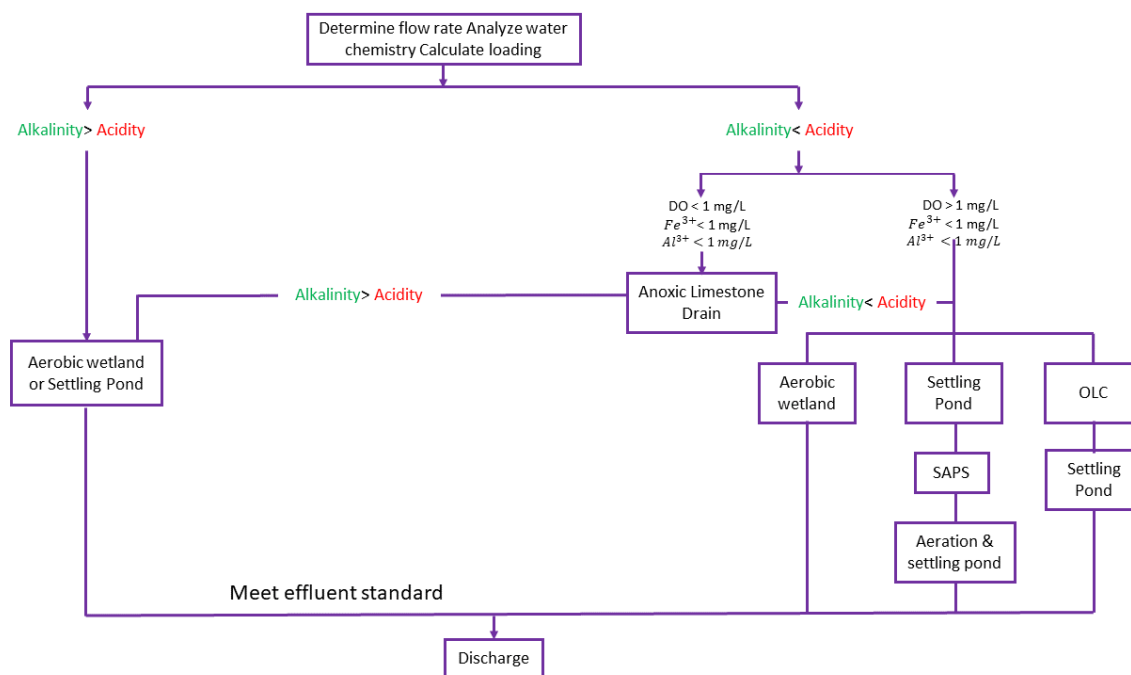 Determine flow rate Analyze water
chemistry Calculate loading
Alkalinity> Acidity
Alkalinity< Acidity
DO < 1 mg/L
Fe³⁺< 1 mg/L
Al³⁺ < 1 mg/L
DO > 1 mg/L
Fe³⁺ < 1 mg/L
Al³⁺ < 1 mg/L
Alkalinity> Acidity
Anoxic Limestone
Drain
Alkalinity< Acidity
Aerobic wetland
or Settling Pond
Aerobic
wetland
Settling
Pond
OLC
SAPS
Settling
Pond
Aeration &
settling pond
Meet effluent standard
Discharge